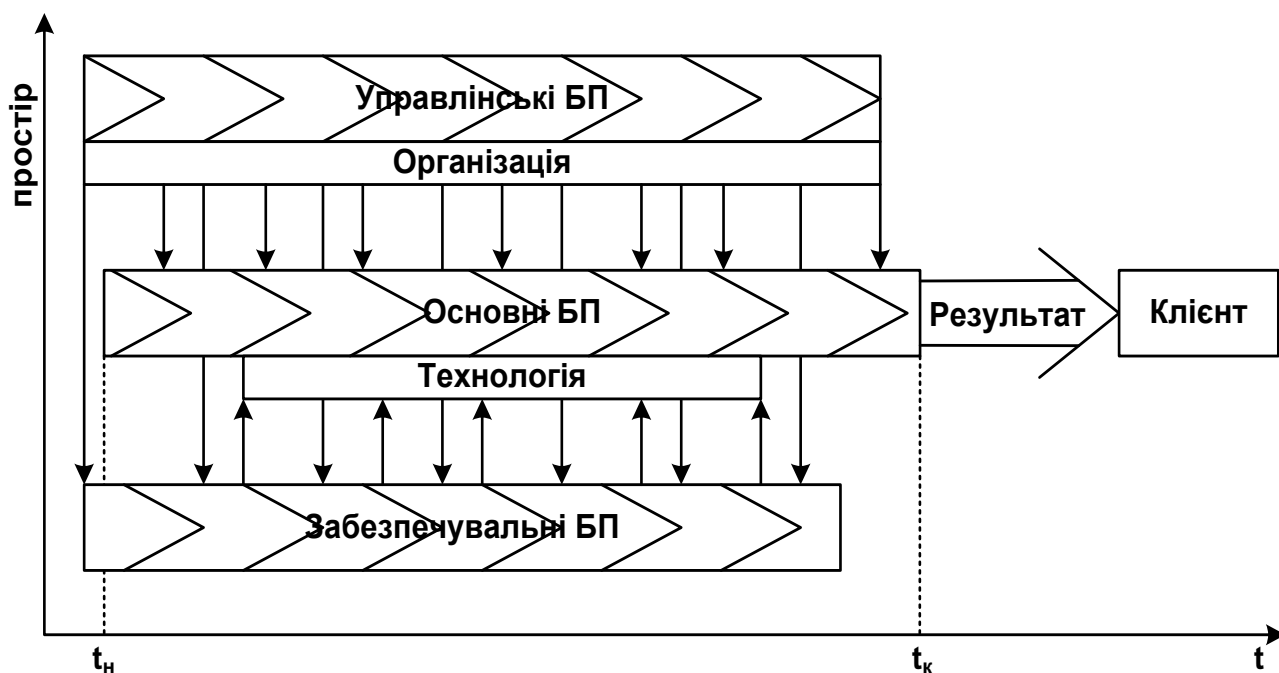 простір
Управлінські БП
Організація
Основні БП
Результат
Клієнт
Технологія
Забезпечувальні БП
tн
tк
t